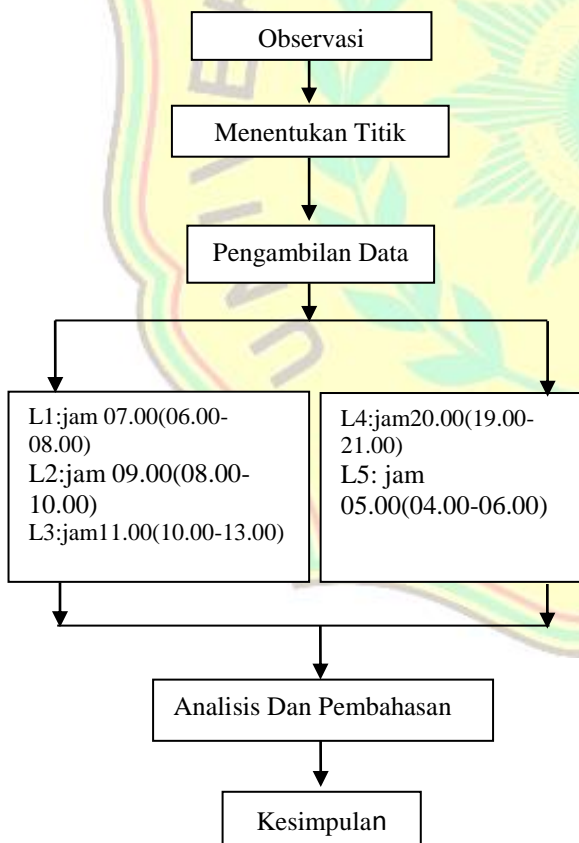 Observasi
Menentukan Titik
Pengambilan Data
L1:jam 07.00(06.00-
08.00)
L2:jam 09.00(08.00-
10.00)
L3:jam11.00(10.00-13.00)
L4:jam20.00(19.00-
21.00)
L5: jam
05.00(04.00-06.00)
Analisis Dan Pembahasan
Kesimpulan